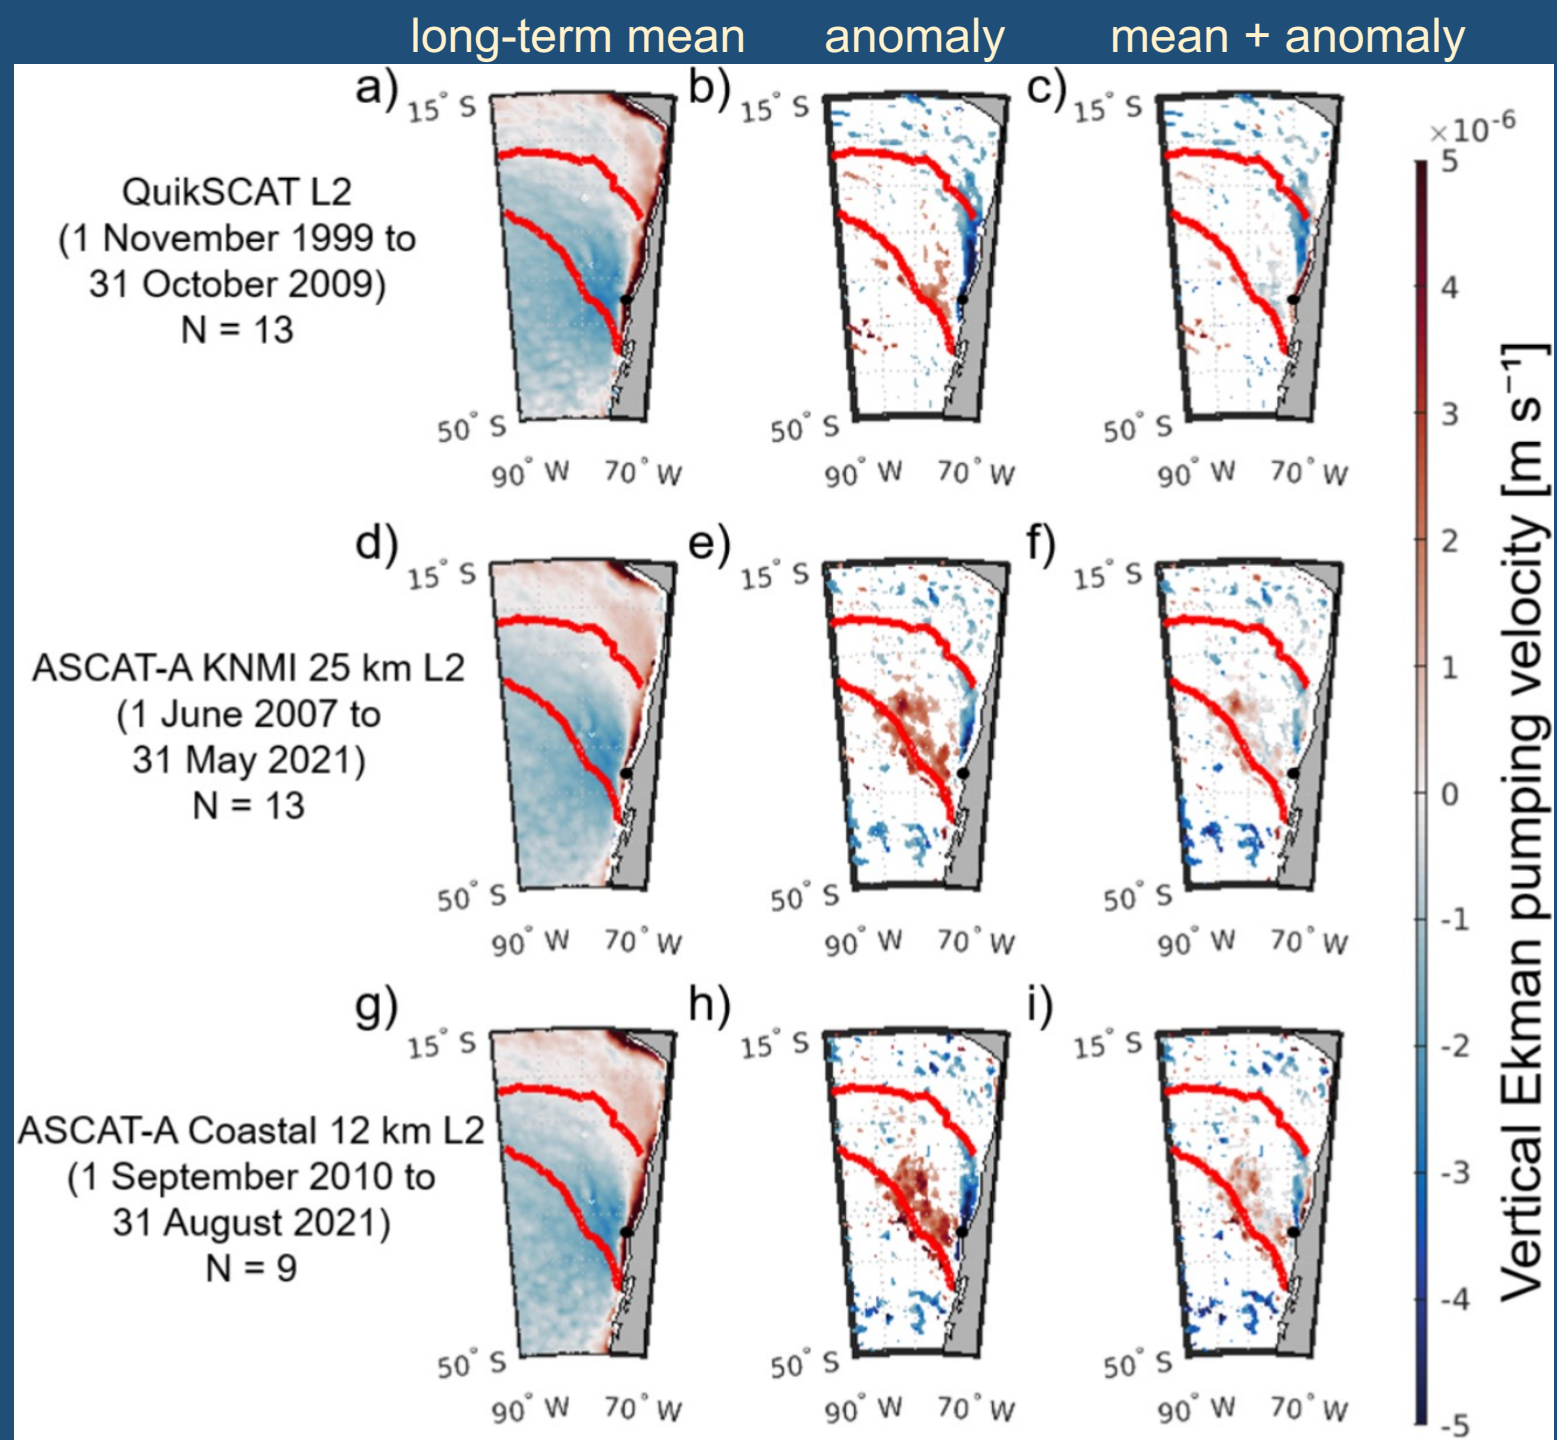 long-term mean anomaly mean + anomaly
a) b) c)
15° S 15° S 15° S
×10⁻⁶
QuikSCAT L2
(1 November 1999 to
31 October 2009)
N = 13
50° S 50° S 50° S
90° W 70° W 90° W 70° W 90° W 70° W
d) e) f)
15° S 15° S 15° S
ASCAT-A KNMI 25 km L2
(1 June 2007 to
31 May 2021)
N = 13
50° S 50° S 50° S
90° W 70° W 90° W 70° W 90° W 70° W
g) h) i)
15° S 15° S 15° S
ASCAT-A Coastal 12 km L2
(1 September 2010 to
31 August 2021)
N = 9
50° S 50° S 50° S
90° W 70° W 90° W 70° W 90° W 70° W
5
4
3
2
1
0
-1
-2
-3
-4
-5
Vertical Ekman pumping velocity [m s⁻¹]